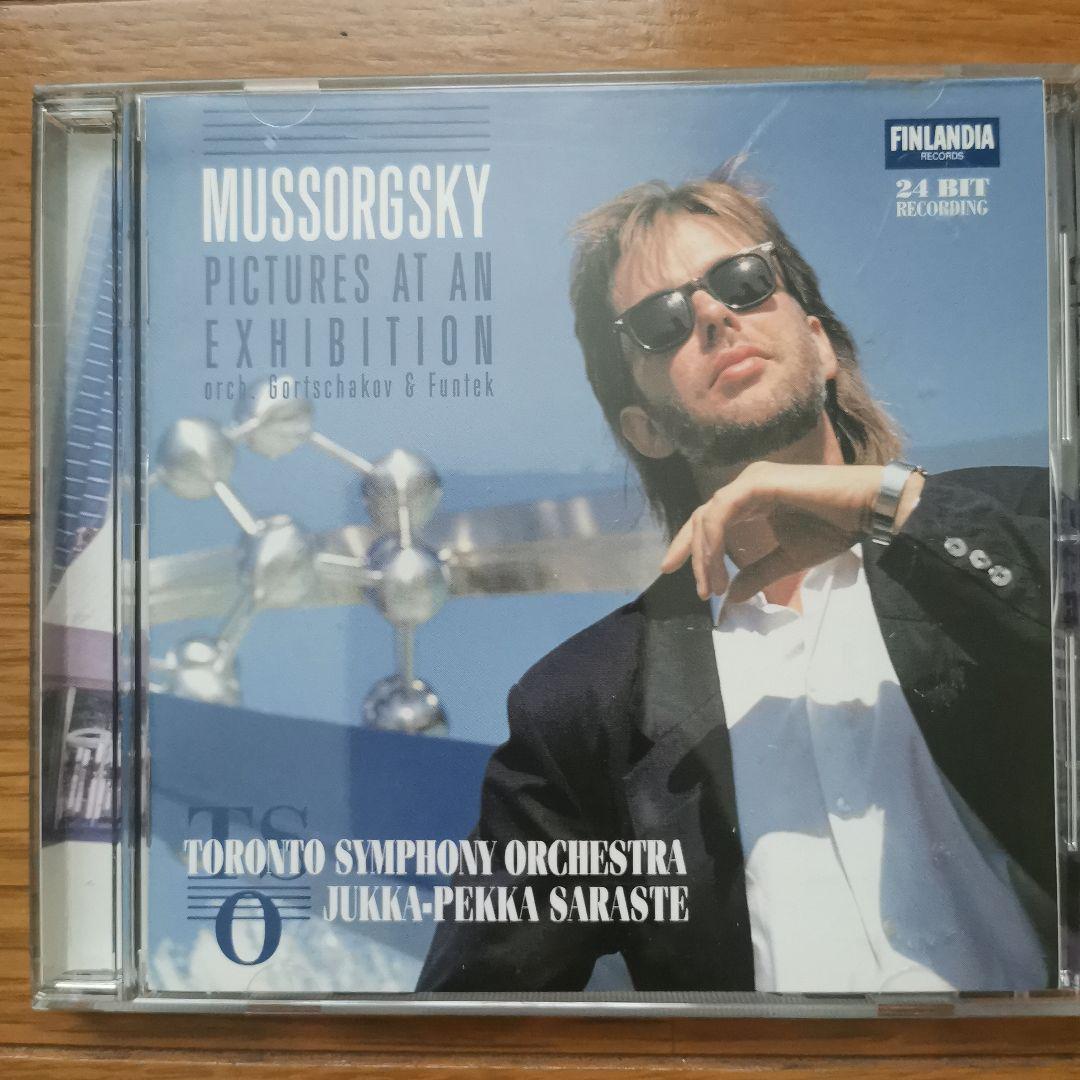 MUSSORGSKY
PICTURES AT AN
EXHIBITION
orch. Gortschakov & Funtek
FINLANDIA
RECORDS
24 BIT
RECORDING
TSO
TORONTO SYMPHONY ORCHESTRA
JUKKA-PEKKA SARASTE